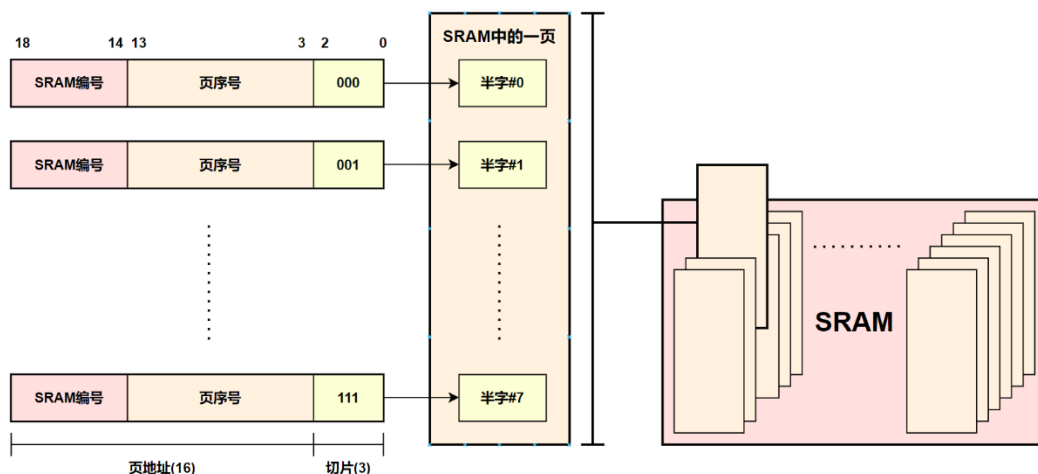 18 14 13 3 2 0
SRAM中的一页
SRAM编号 页序号 000 半字#0
SRAM编号 页序号 001 半字#1
SRAM
SRAM编号 页序号 111 半字#7
页地址(16) 切片(3)